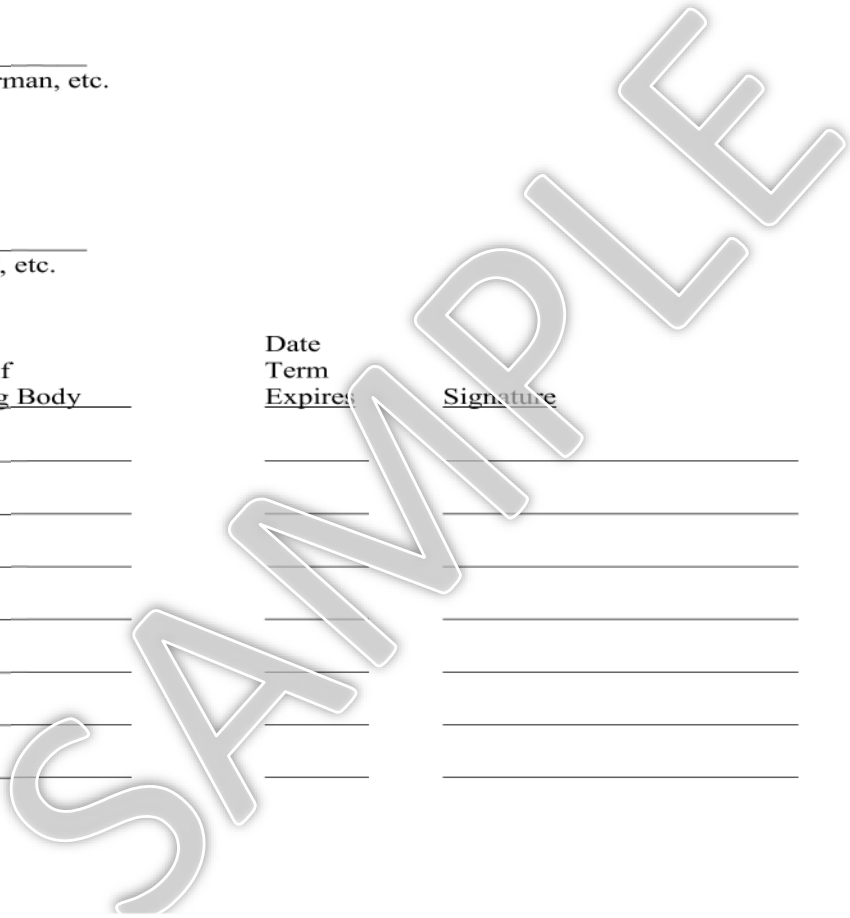 rman, etc.
, etc.
Date
f Term
g Body Expires Signature
SAMPLE